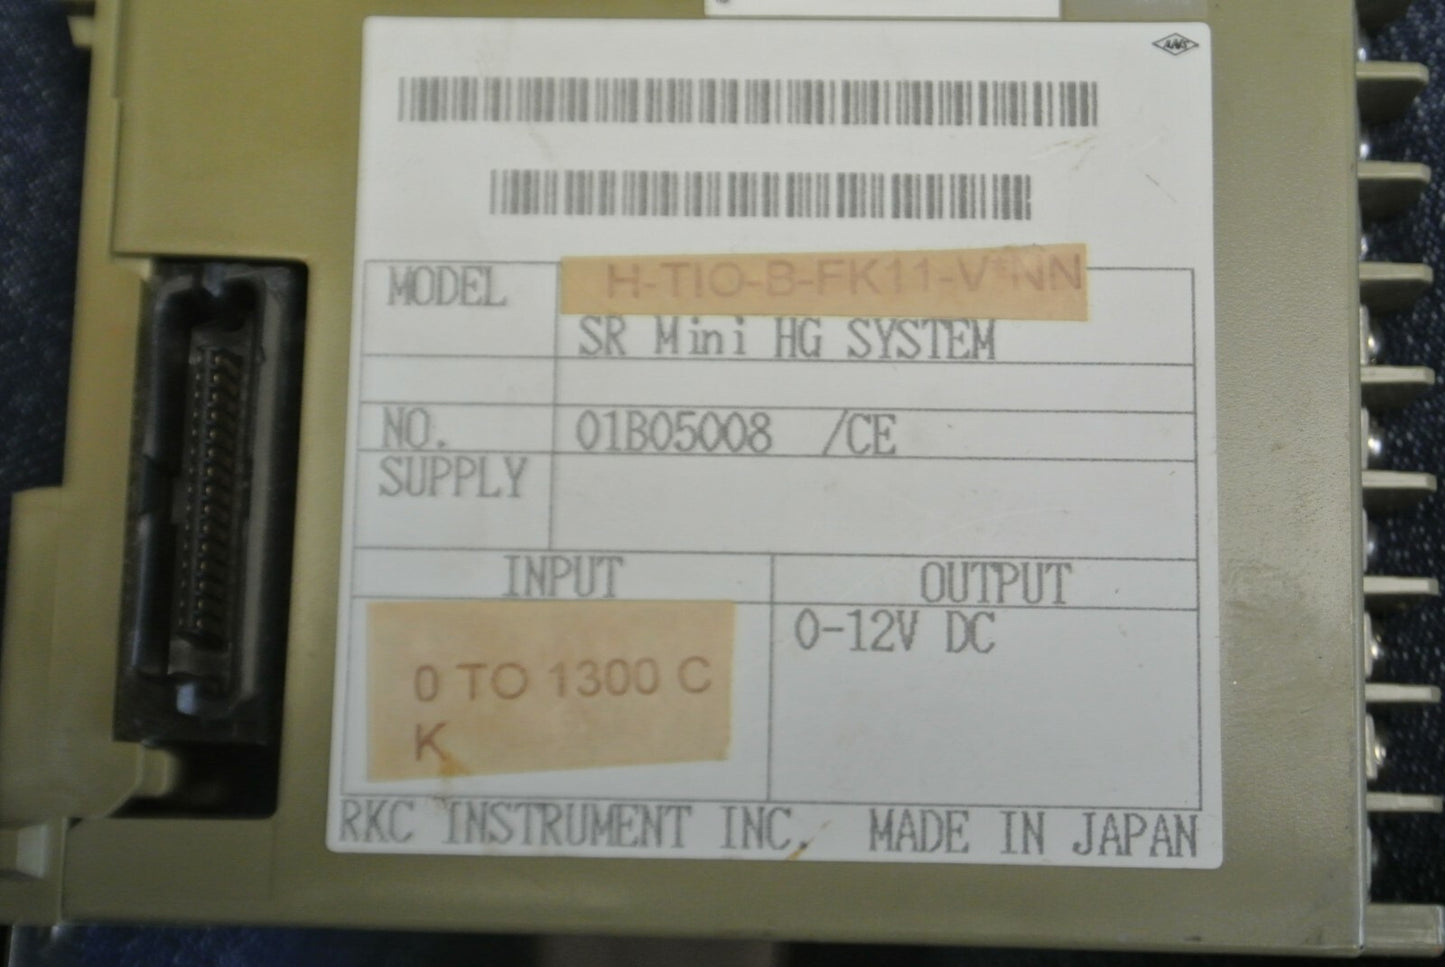 MODEL H-TIO-B-FK11-V*NN
SR Mini HG SYSTEM
NO. 01B05008 /CE
SUPPLY
INPUT OUTPUT
0-12V DC
0 TO 1300 C
K
RKC INSTRUMENT INC. MADE IN JAPAN